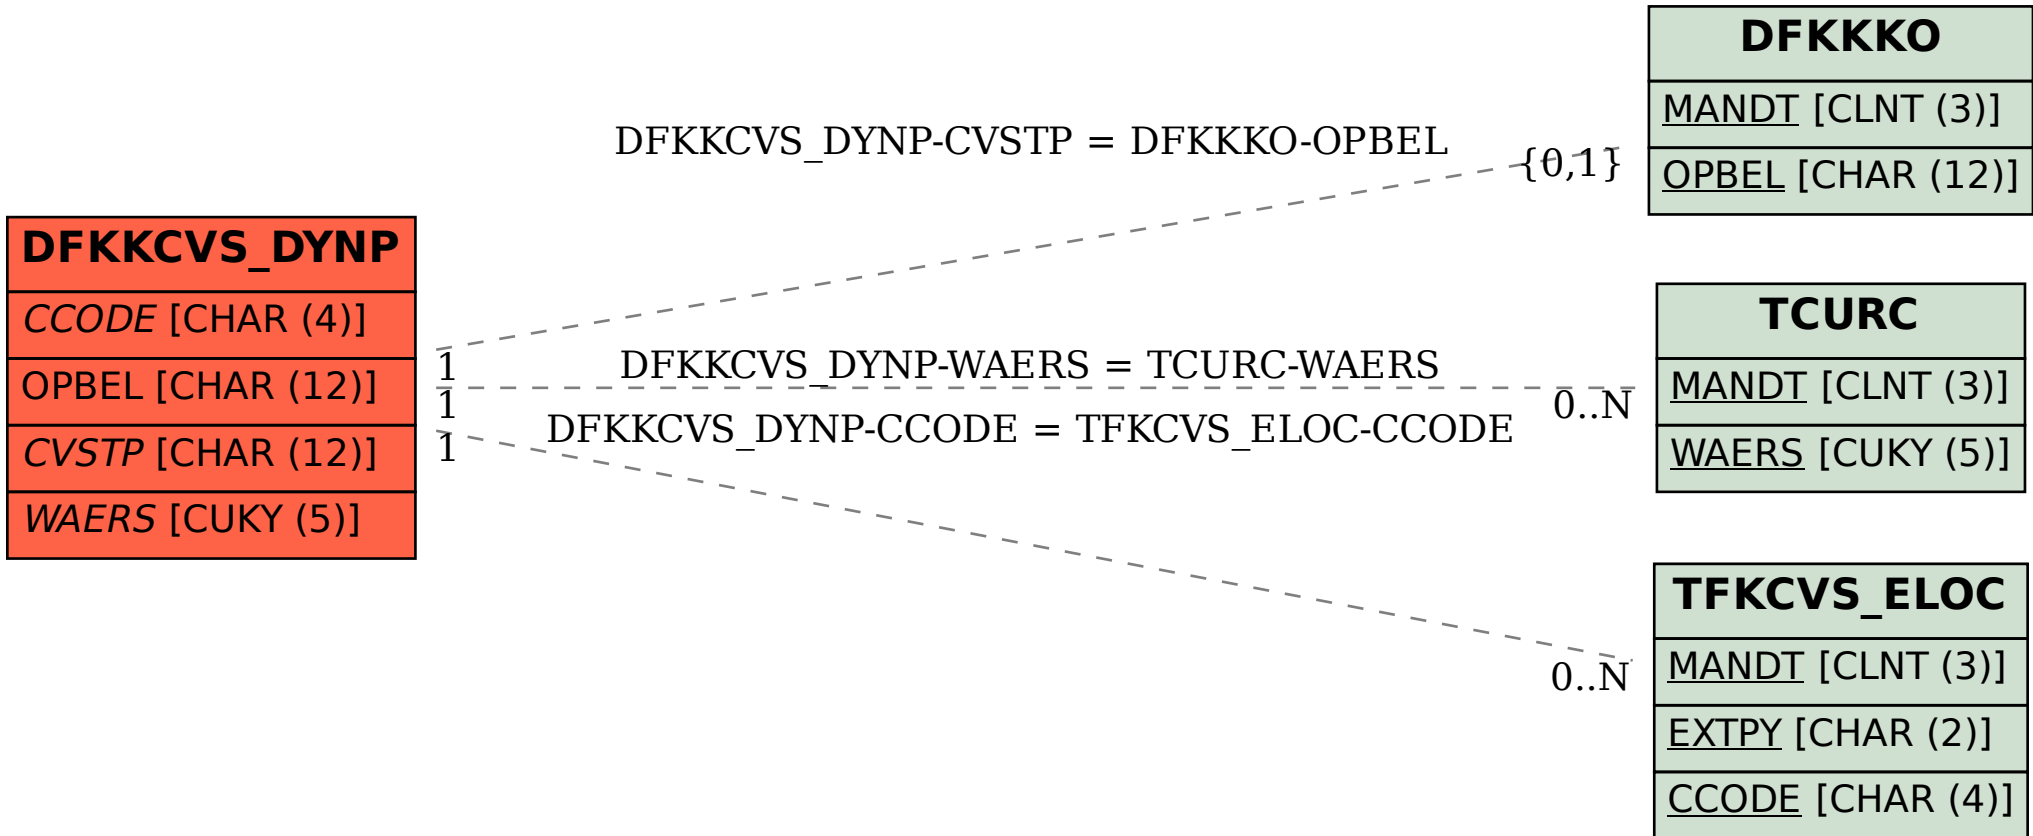 DFKKCVS_DYNP
CCODE [CHAR (4)]
OPBEL [CHAR (12)]
CVSTP [CHAR (12)]
WAERS [CUKY (5)]
DFKKCVS_DYNP-CVSTP = DFKKKO-OPBEL
{0,1}
1
DFKKCVS_DYNP-WAERS = TCURC-WAERS
1
0..N
DFKKCVS_DYNP-CCODE = TFKCVS_ELOC-CCODE
1
0..N
DFKKKO
MANDT [CLNT (3)]
OPBEL [CHAR (12)]
TCURC
MANDT [CLNT (3)]
WAERS [CUKY (5)]
TFKCVS_ELOC
MANDT [CLNT (3)]
EXTPY [CHAR (2)]
CCODE [CHAR (4)]